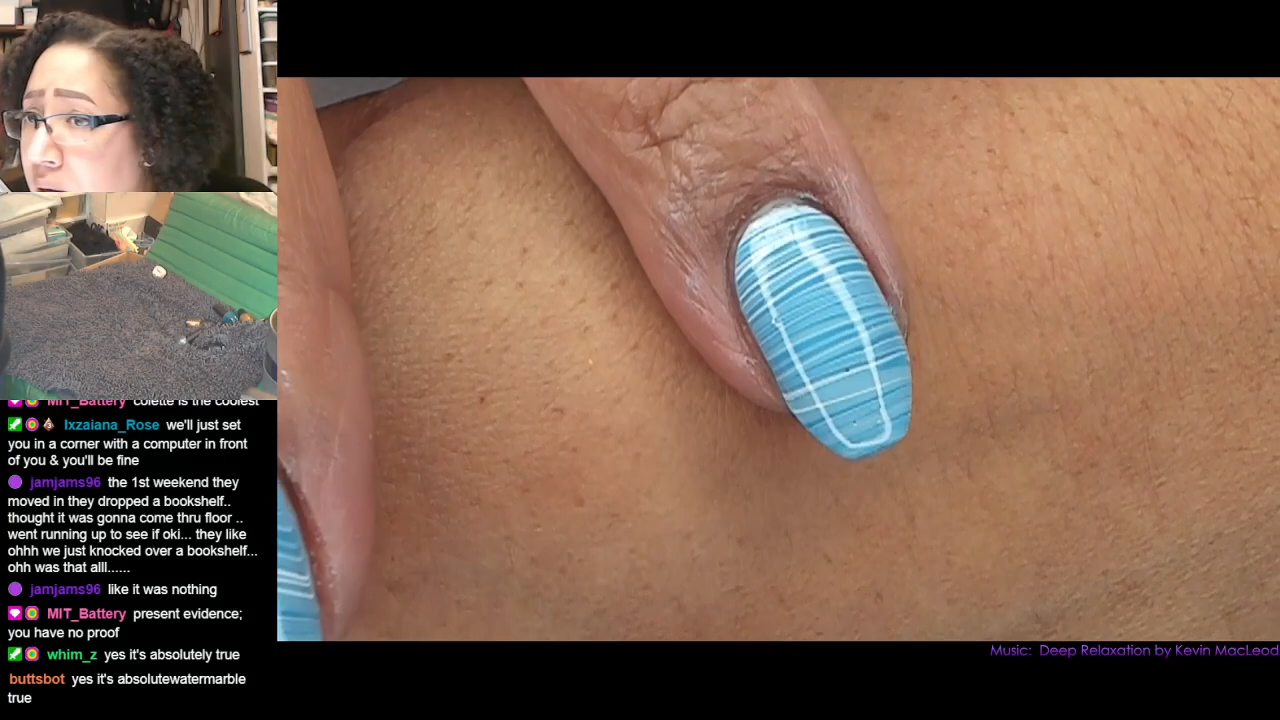 MIT_Battery colette is the coolest
Ixzaiana_Rose we'll just set
you in a corner with a computer in front
of you & you'll be fine
jamjams96 the 1st weekend they
moved in they dropped a bookshelf..
thought it was gonna come thru floor ..
went running up to see if oki... they like
ohhh we just knocked over a bookshelf...
ohh was that alll......
jamjams96 like it was nothing
MIT_Battery present evidence;
you have no proof
whim_z yes it's absolutely true
buttsbot yes it's absolutewatermarble
true
Music: Deep Relaxation by Kevin MacLeod